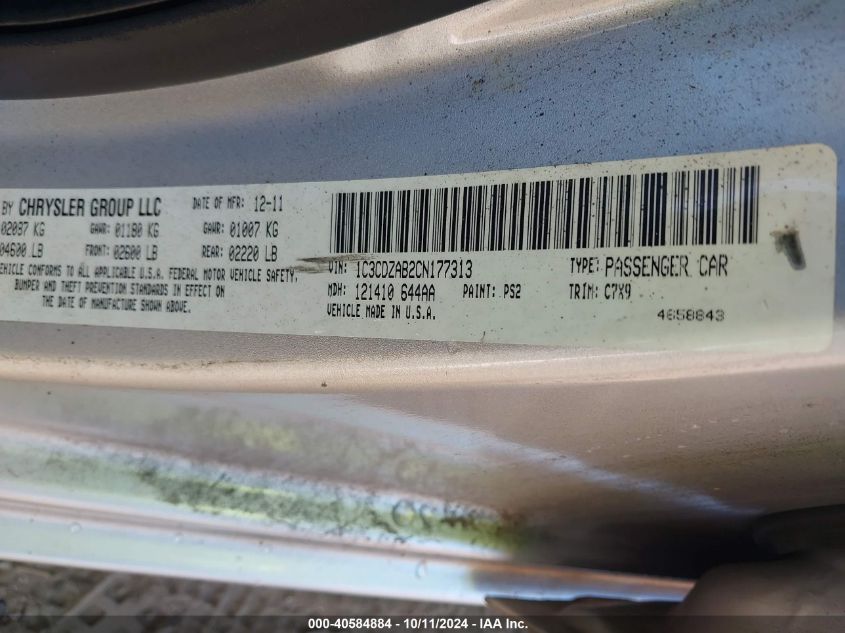 BY CHRYSLER GROUP LLC DATE OF MFR: 12-11
02097 KG GAWR: 01180 KG GAWR: 01007 KG
04600 LB FRONT: 02600 LB REAR: 02220 LB
VEHICLE CONFORMS TO ALL APPLICABLE U.S.A. FEDERAL MOTOR VEHICLE SAFETY,
BUMPER AND THEFT PREVENTION STANDARDS IN EFFECT ON
THE DATE OF MANUFACTURE SHOWN ABOVE.
VIN: 1C3CDZAB2CN177313 TYPE: PASSENGER CAR
MDH: 121410 644AA PAINT: PS2 TRIM: C7X9
VEHICLE MADE IN U.S.A. 4658843
000-40584884 - 10/11/2024 - IAA Inc.